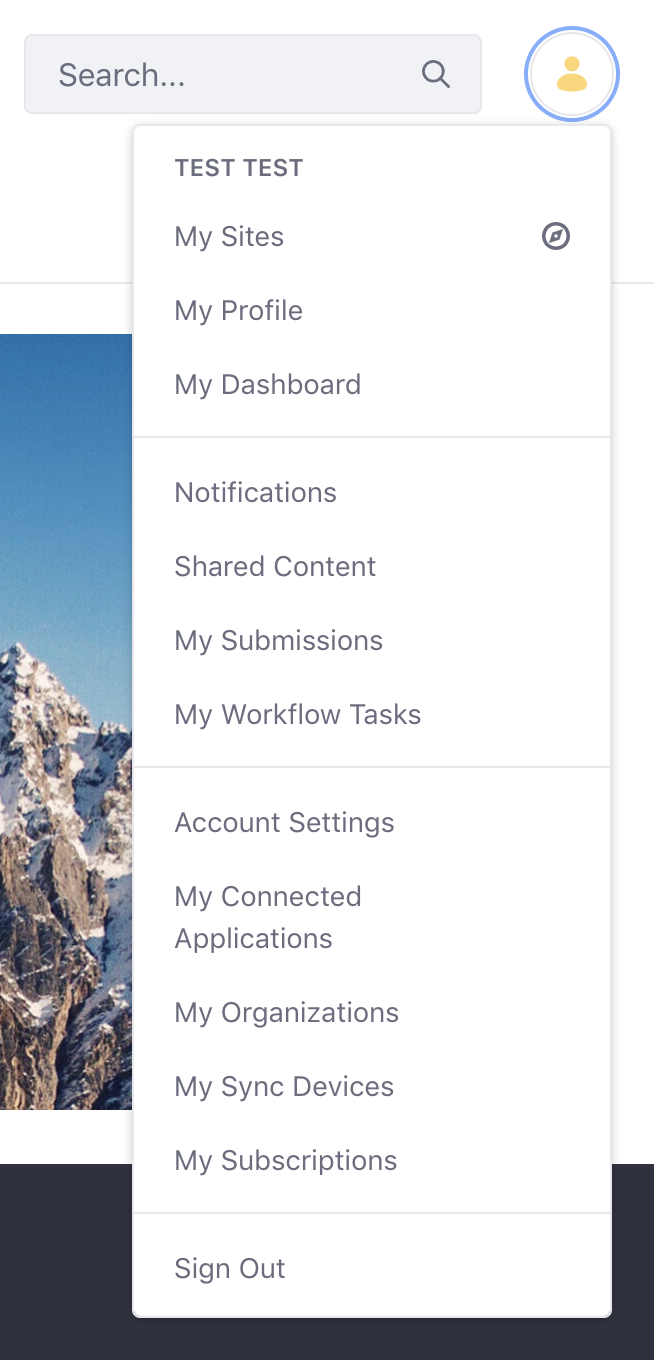 Search...
TEST TEST
My Sites
My Profile
My Dashboard
Notifications
Shared Content
My Submissions
My Workflow Tasks
Account Settings
My Connected
Applications
My Organizations
My Sync Devices
My Subscriptions
Sign Out